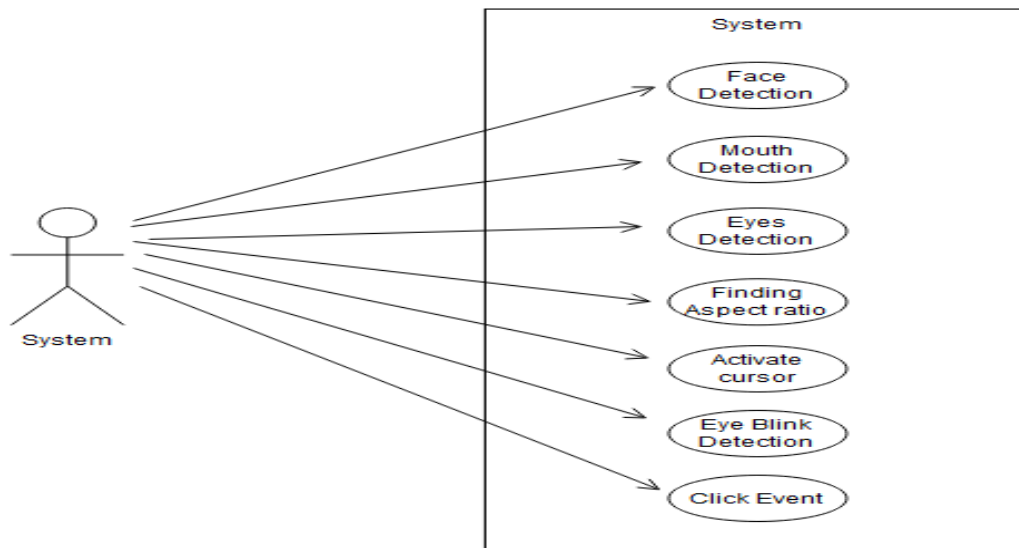 System
Face
Detection
Mouth
Detection
Eyes
Detection
Finding
Aspect ratio
Activate
cursor
Eye Blink
Detection
Click Event
System